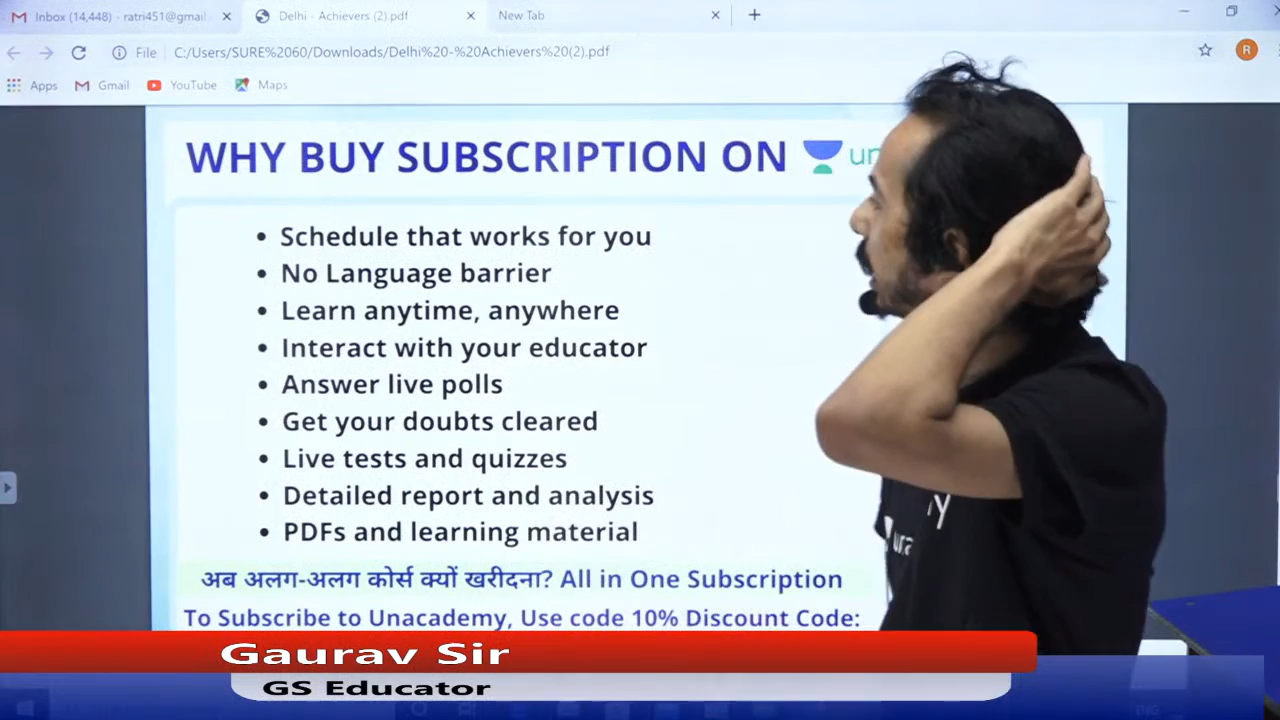 Inbox (14,448) - ratri451@gmail
Delhi - Achievers (2).pdf
New Tab
File
C:/Users/SURE%2060/Downloads/Delhi%20-%20Achievers%20(2).pdf
R
Apps
Gmail
YouTube
Maps
WHY BUY SUBSCRIPTION ON
• Schedule that works for you
• No Language barrier
• Learn anytime, anywhere
• Interact with your educator
• Answer live polls
• Get your doubts cleared
• Live tests and quizzes
• Detailed report and analysis
• PDFs and learning material
अब अलग-अलग कोर्स क्यों खरीदना? All in One Subscription
To Subscribe to Unacademy, Use code 10% Discount Code:
Gaurav Sir
GS Educator
ENG